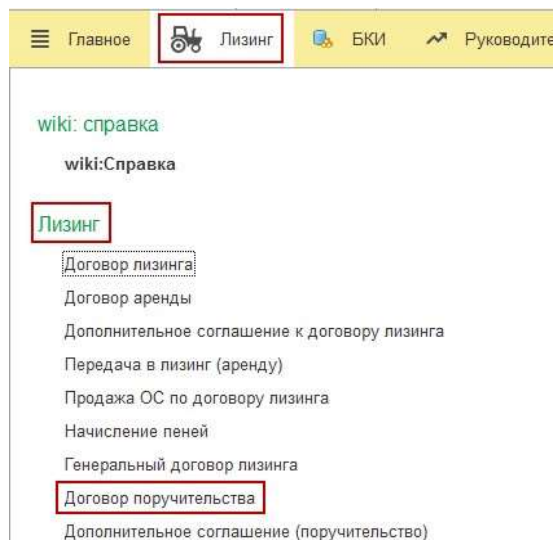 Главное Лизинг БКИ Руководите
wiki: справка
wiki:Справка
Лизинг
Договор лизинга
Договор аренды
Дополнительное соглашение к договору лизинга
Передача в лизинг (аренду)
Продажа ОС по договору лизинга
Начисление пеней
Генеральный договор лизинга
Договор поручительства
Дополнительное соглашение (поручительство)